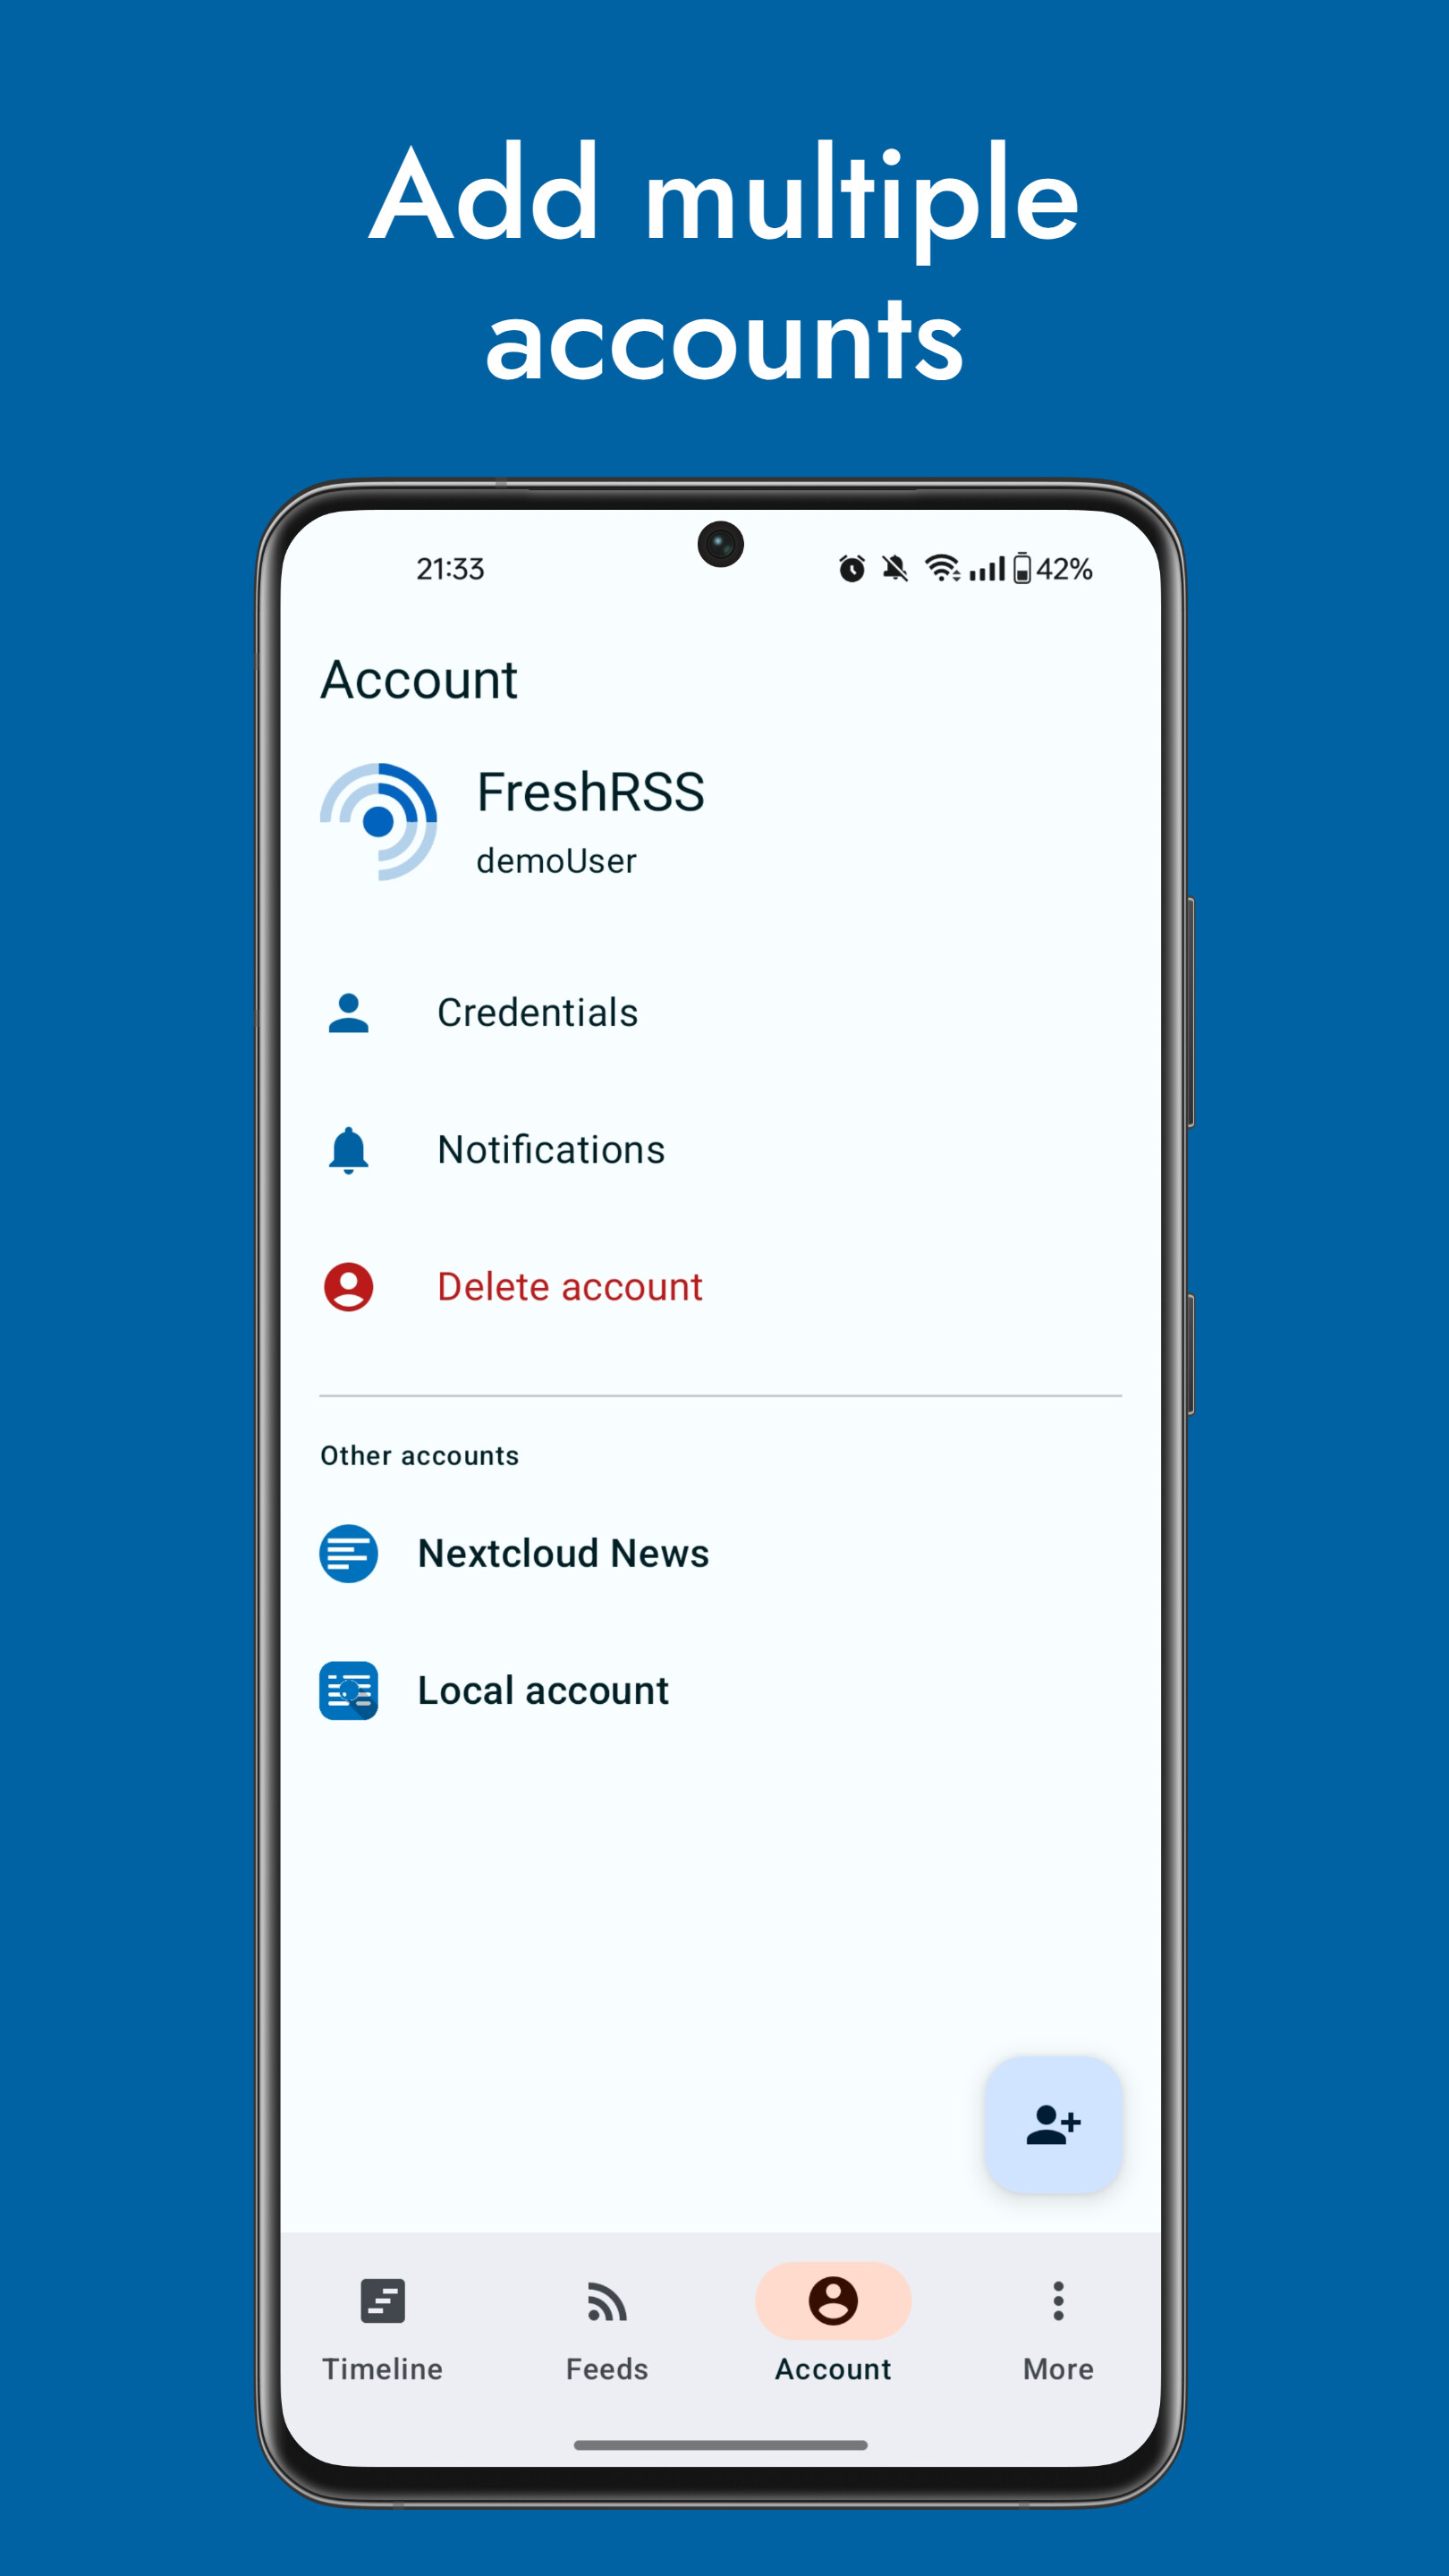 Add multiple
accounts
21:33
42%
Account
FreshRSS
demoUser
Credentials
Notifications
Delete account
Other accounts
Nextcloud News
Local account
Timeline
Feeds
Account
More